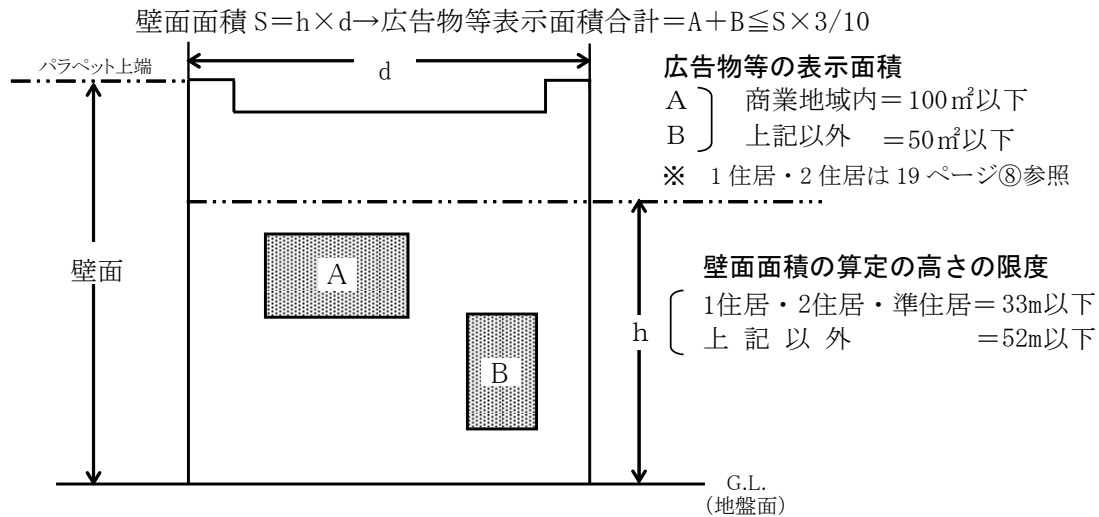 壁面面積 S＝h×d→広告物等表示面積合計＝A＋B≦S×3/10
パラペット上端
d
広告物等の表示面積
A 商業地域内＝100㎡以下
B 上記以外 ＝50㎡以下
※ 1住居・2住居は19ページ⑧参照
壁面
A
B
h
壁面面積の算定の高さの限度
1住居・2住居・準住居＝33m以下
上記以外 ＝52m以下
G.L.
(地盤面)